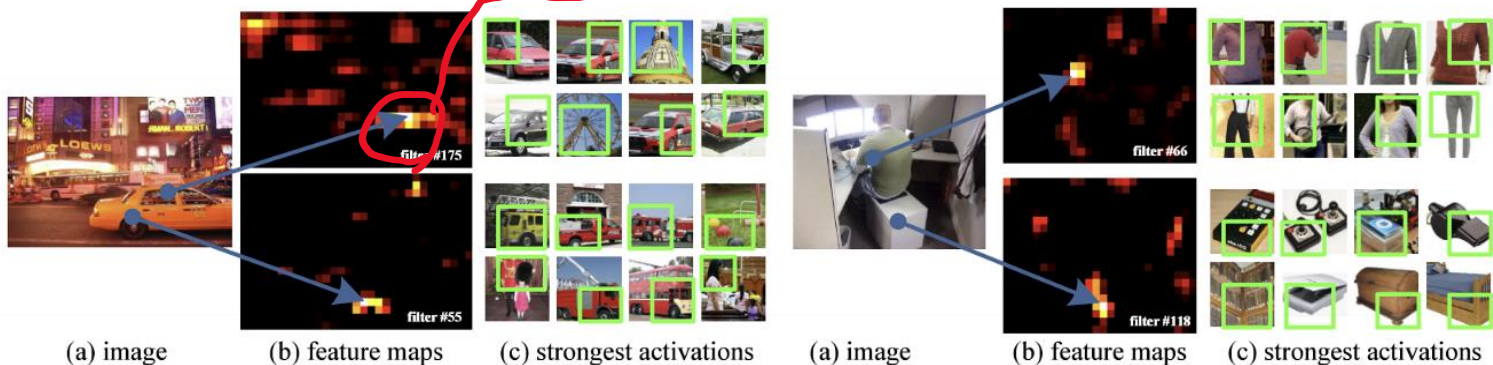 LOEWS
filter #175
filter #55
(a) image
(b) feature maps
(c) strongest activations
filter #66
filter #118
(a) image
(b) feature maps
(c) strongest activations